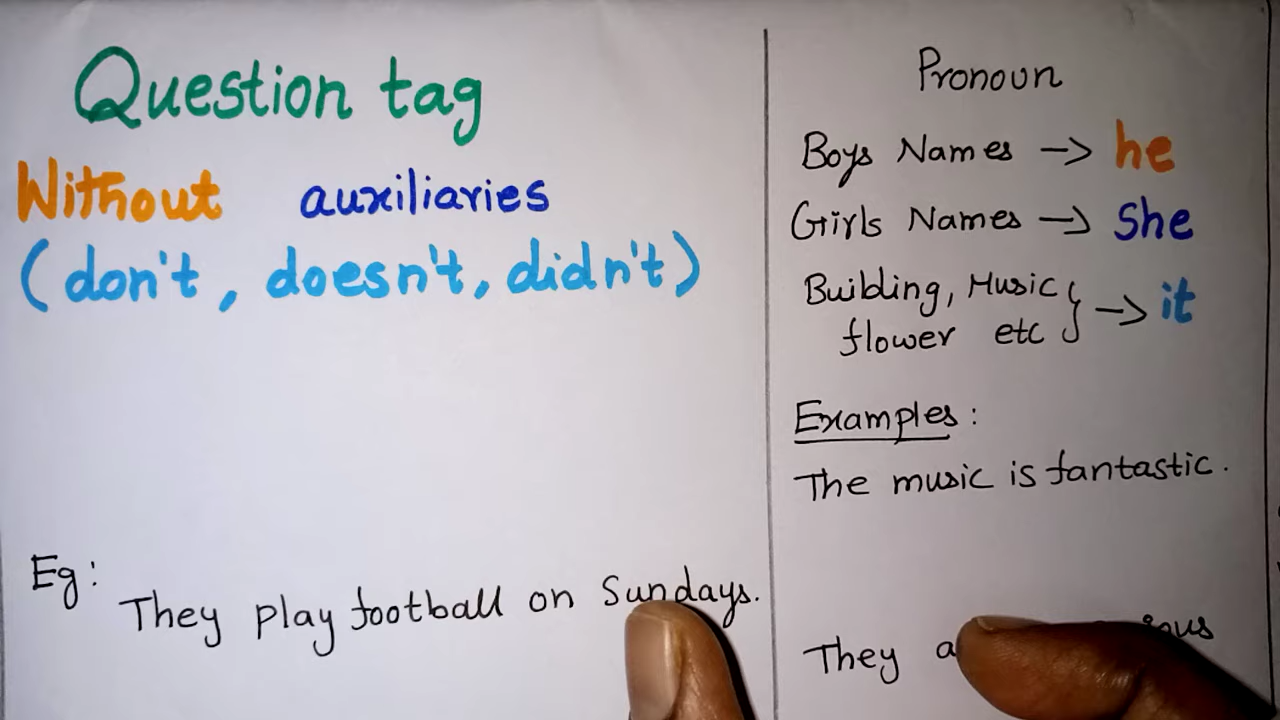 Question tag
Without auxiliaries
(don't, doesn't, didn't)
Eg:
They play football on Sundays.
Pronoun
Boys Names -> he
Girls Names -> She
Building, Music } -> it
flower etc
Examples:
The music is fantastic.
They